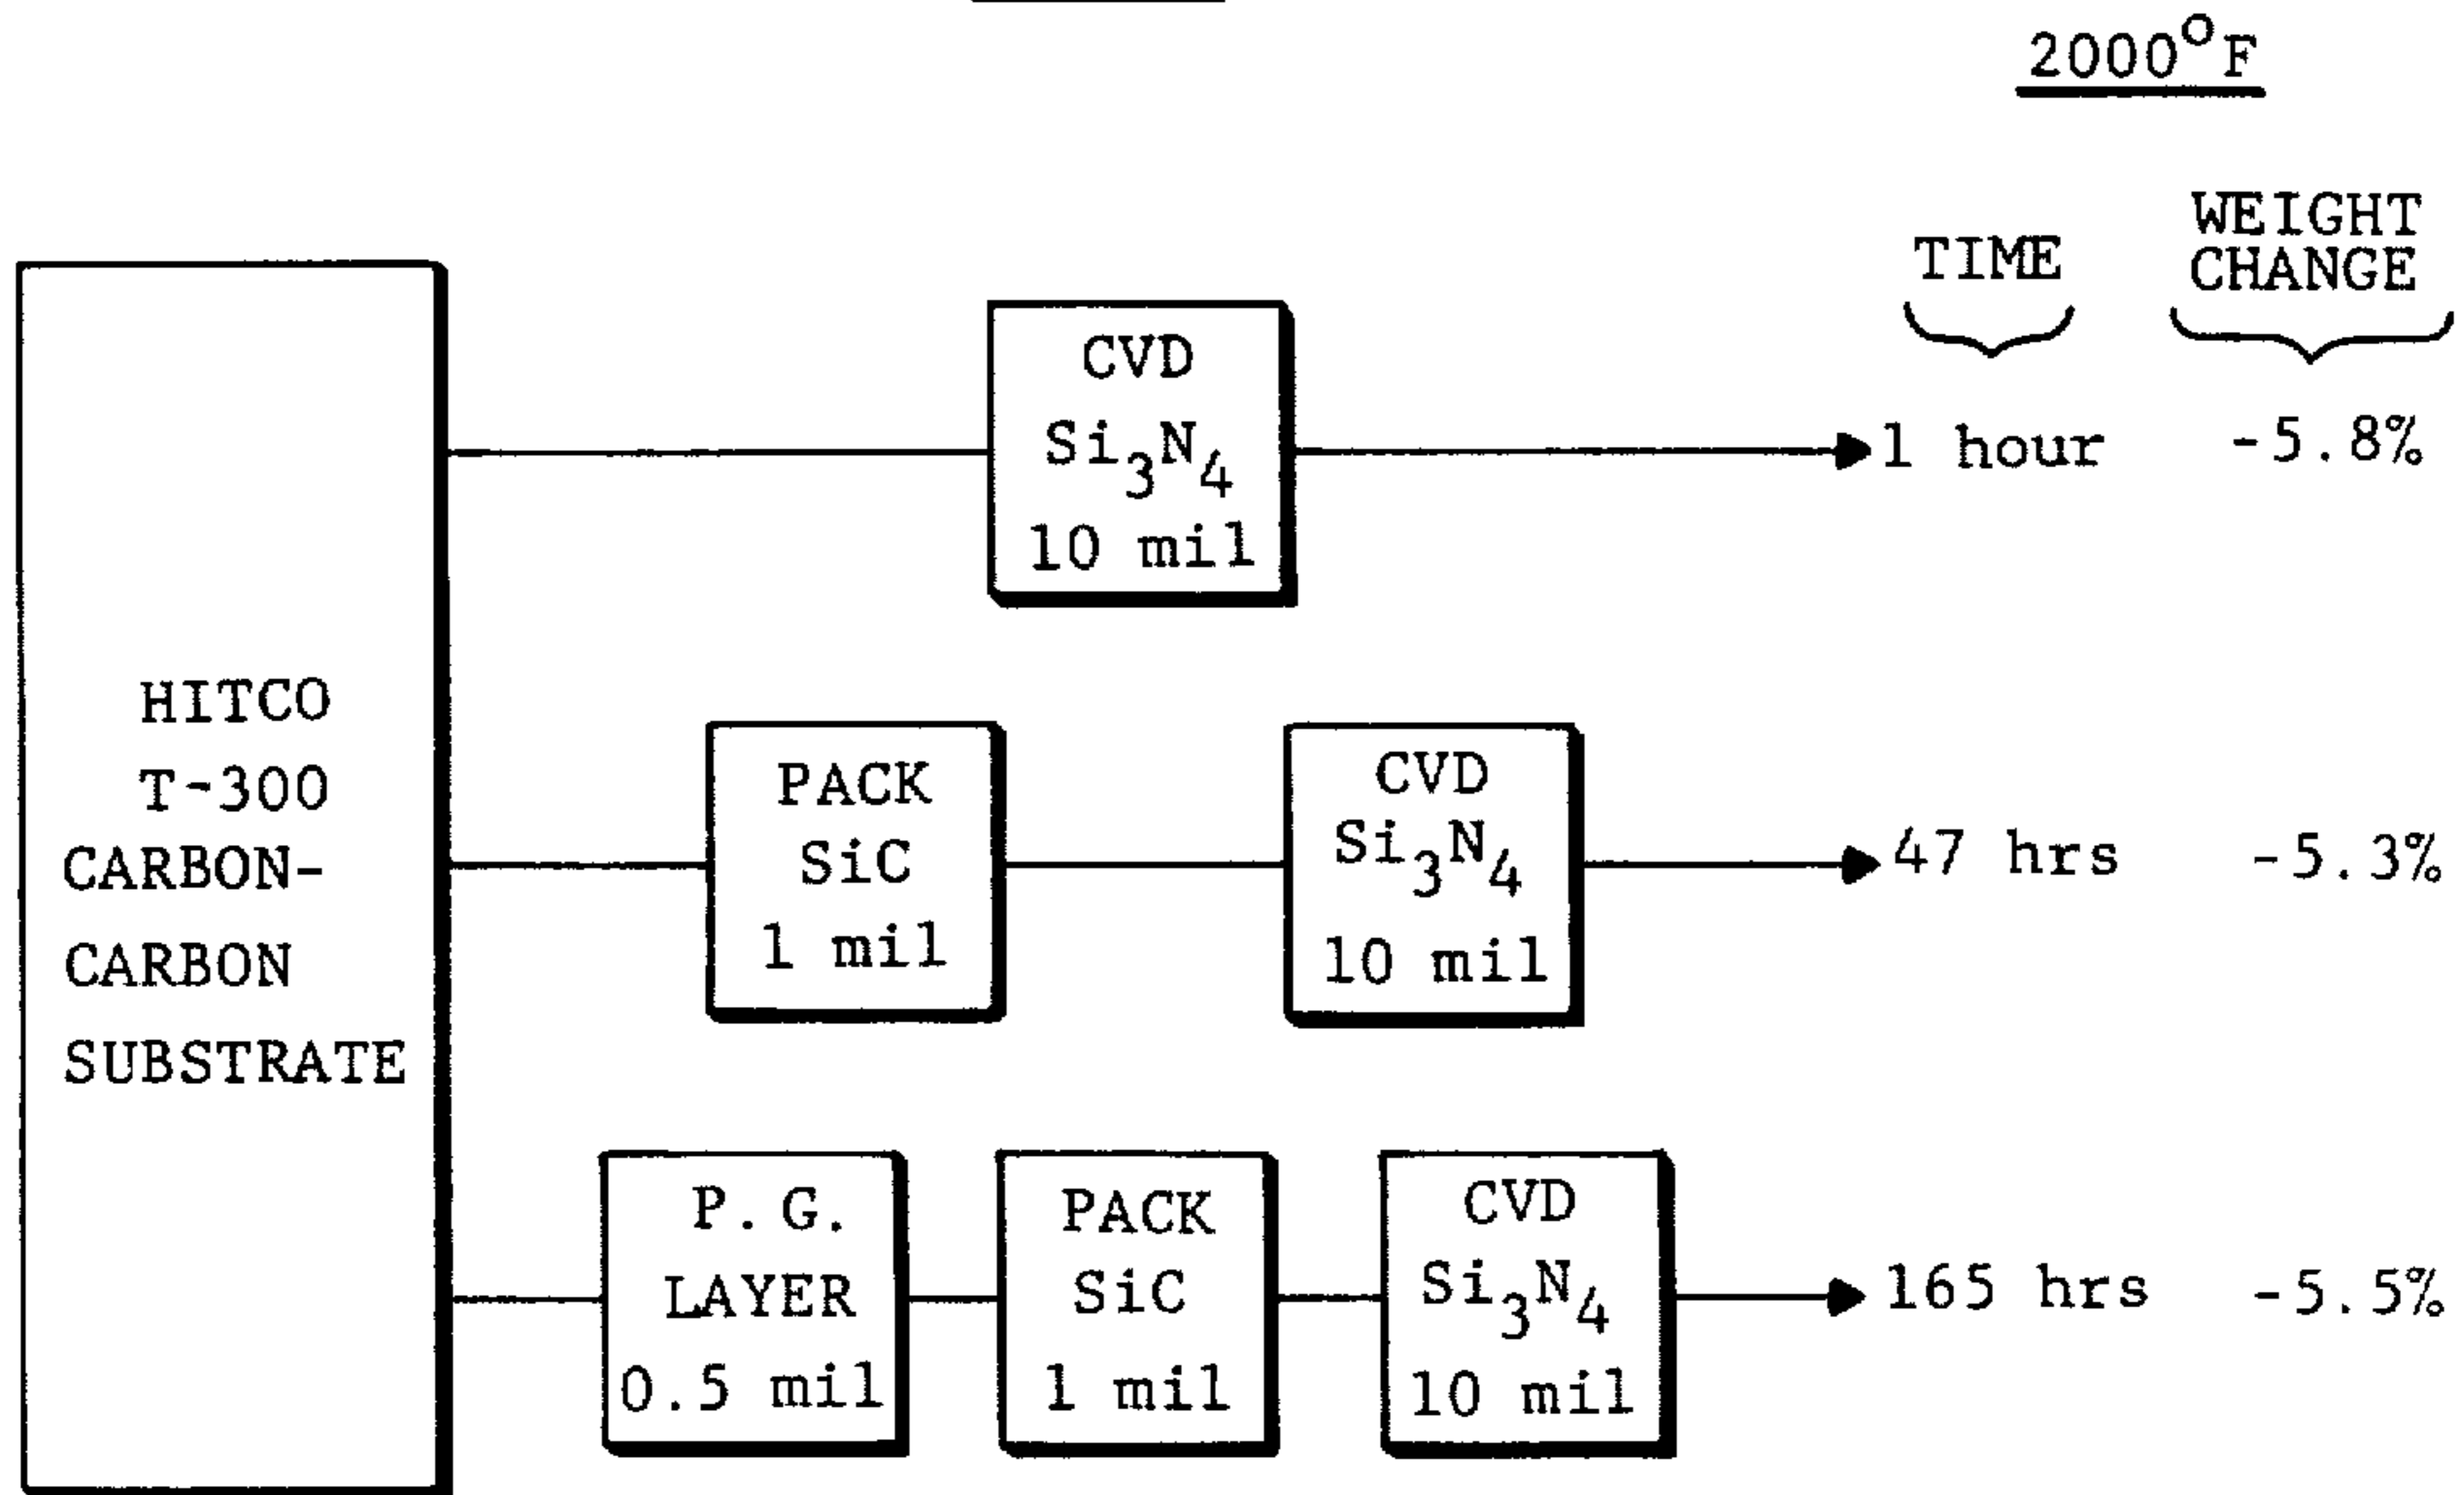 2000°F
TIME
WEIGHT
CHANGE
CVD
Si3N4
10 mil
1 hour -5.8%
HITCO
T-300
CARBON-
CARBON
SUBSTRATE
PACK
SiC
1 mil
CVD
Si3N4
10 mil
47 hrs -5.3%
P.G.
LAYER
0.5 mil
PACK
SiC
1 mil
CVD
Si3N4
10 mil
165 hrs -5.5%